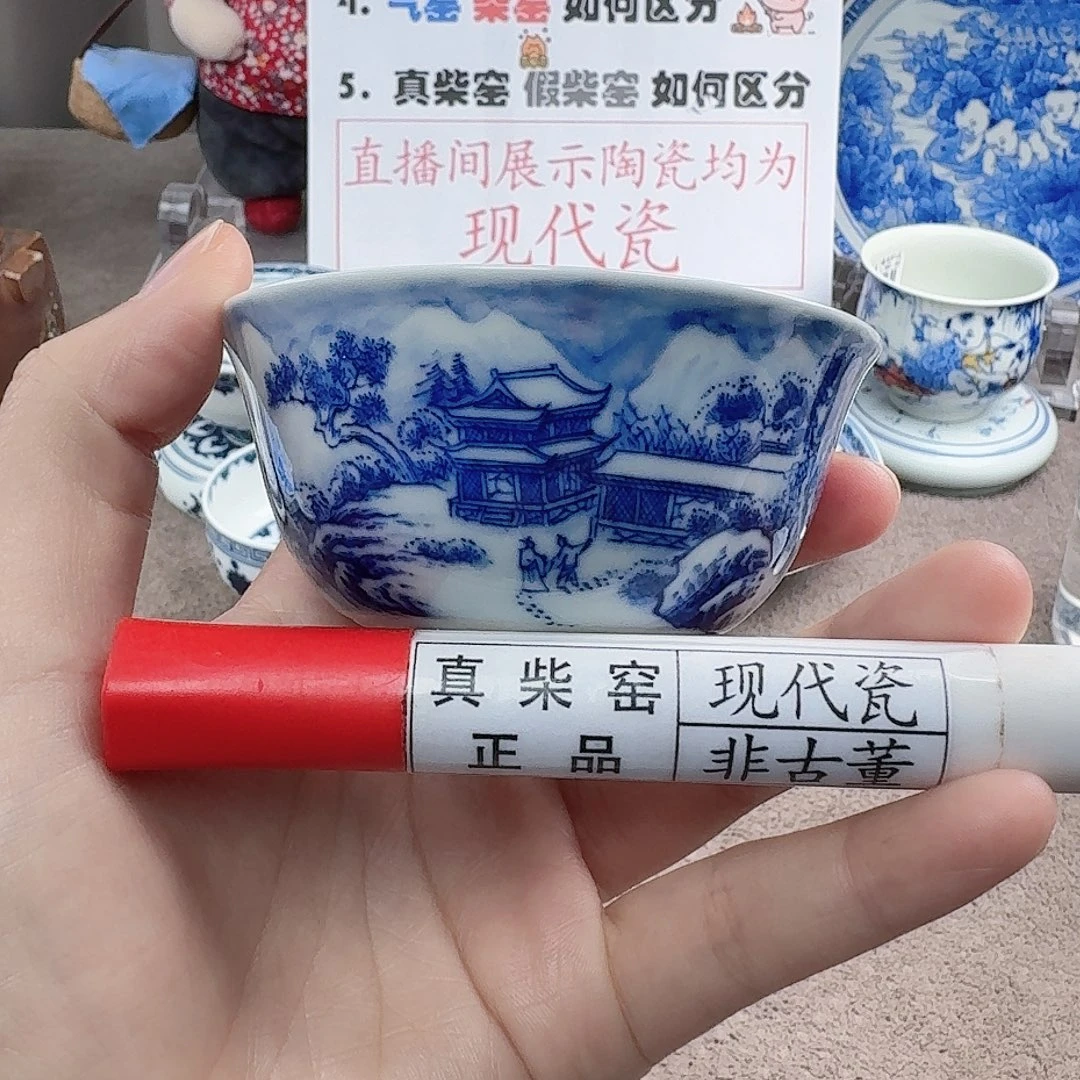 4. 气窑 柴窑 如何区分
5. 真柴窑 假柴窑 如何区分
直播间展示陶瓷均为
现代瓷
真柴窑
正品
现代瓷
非古董